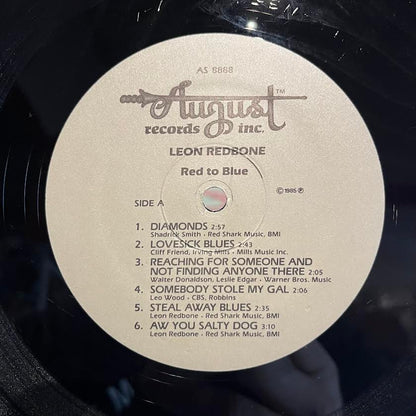 AS 8888
August TM
records inc.
LEON REDBONE
Red to Blue
SIDE A
© 1985 ℗
1. DIAMONDS 2:57
Shadrick Smith - Red Shark Music, BMI
2. LOVESICK BLUES 2:43
Cliff Friend, Irving Mills - Mills Music Inc.
3. REACHING FOR SOMEONE AND
NOT FINDING ANYONE THERE 2:05
Walter Donaldson, Leslie Edgar - Warner Bros. Music
4. SOMEBODY STOLE MY GAL 2:06
Leo Wood - CBS, Robbins
5. STEAL AWAY BLUES 2:35
Leon Redbone - Red Shark Music, BMI
6. AW YOU SALTY DOG 3:10
Leon Redbone - Red Shark Music, BMI